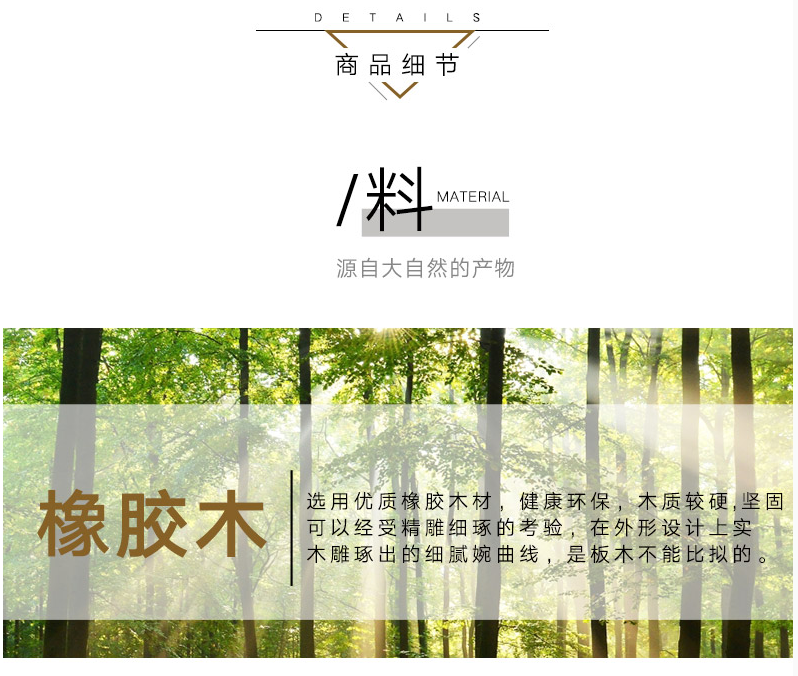 DETAILS
商品细节
/料 MATERIAL
源自大自然的产物
橡胶木
选用优质橡胶木材，健康环保，木质较硬,坚固
可以经受精雕细琢的考验，在外形设计上实
木雕琢出的细腻婉曲线，是板木不能比拟的。